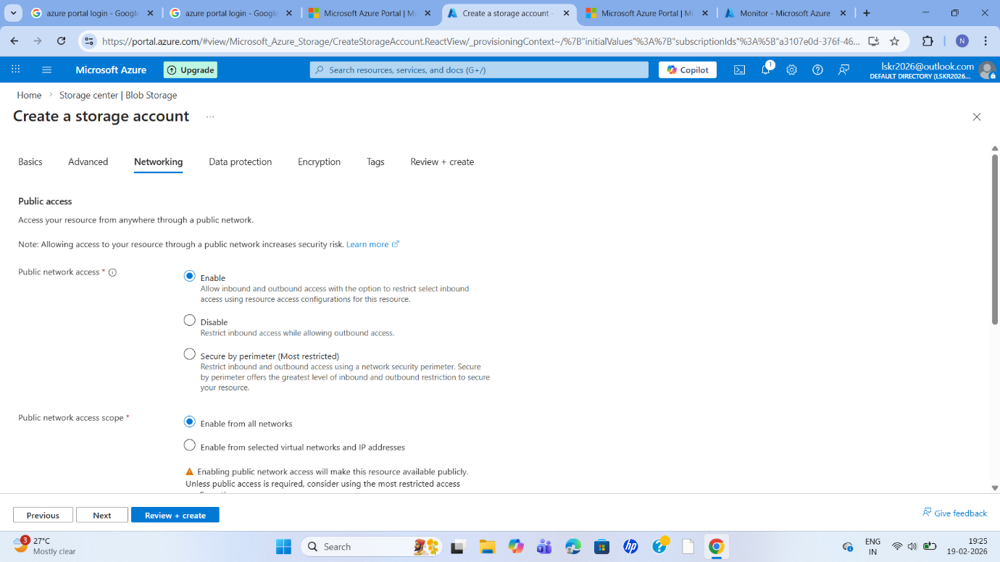 azure portal login - Google
azure portal login - Google
Microsoft Azure Portal | Mi
Create a storage account -
Microsoft Azure Portal | Mi
Monitor - Microsoft Azure
https://portal.azure.com/#view/Microsoft_Azure_Storage/CreateStorageAccount.ReactView/_provisioningContext~/%7B"initialValues"%3A%7B"subscriptionIds"%3A%5B"a3107e0d-376f-46...
N
Microsoft Azure
Upgrade
Search resources, services, and docs (G+/)
Copilot
1
lskr2026@outlook.com
DEFAULT DIRECTORY (LSKR2026...
Home > Storage center | Blob Storage
Create a storage account ...
Basics
Advanced
Networking
Data protection
Encryption
Tags
Review + create
Public access
Access your resource from anywhere through a public network.
Note: Allowing access to your resource through a public network increases security risk. Learn more
Public network access *
Enable
Allow inbound and outbound access with the option to restrict select inbound
access using resource access configurations for this resource.
Disable
Restrict inbound access while allowing outbound access.
Secure by perimeter (Most restricted)
Restrict inbound and outbound access using a network security perimeter. Secure
by perimeter offers the greatest level of inbound and outbound restriction to secure
your resource.
Public network access scope *
Enable from all networks
Enable from selected virtual networks and IP addresses
Enabling public network access will make this resource available publicly.
Unless public access is required, consider using the most restricted access
Previous
Next
Review + create
Give feedback
3
27°C
Mostly clear
Search
hp
ENG
IN
19:25
19-02-2026